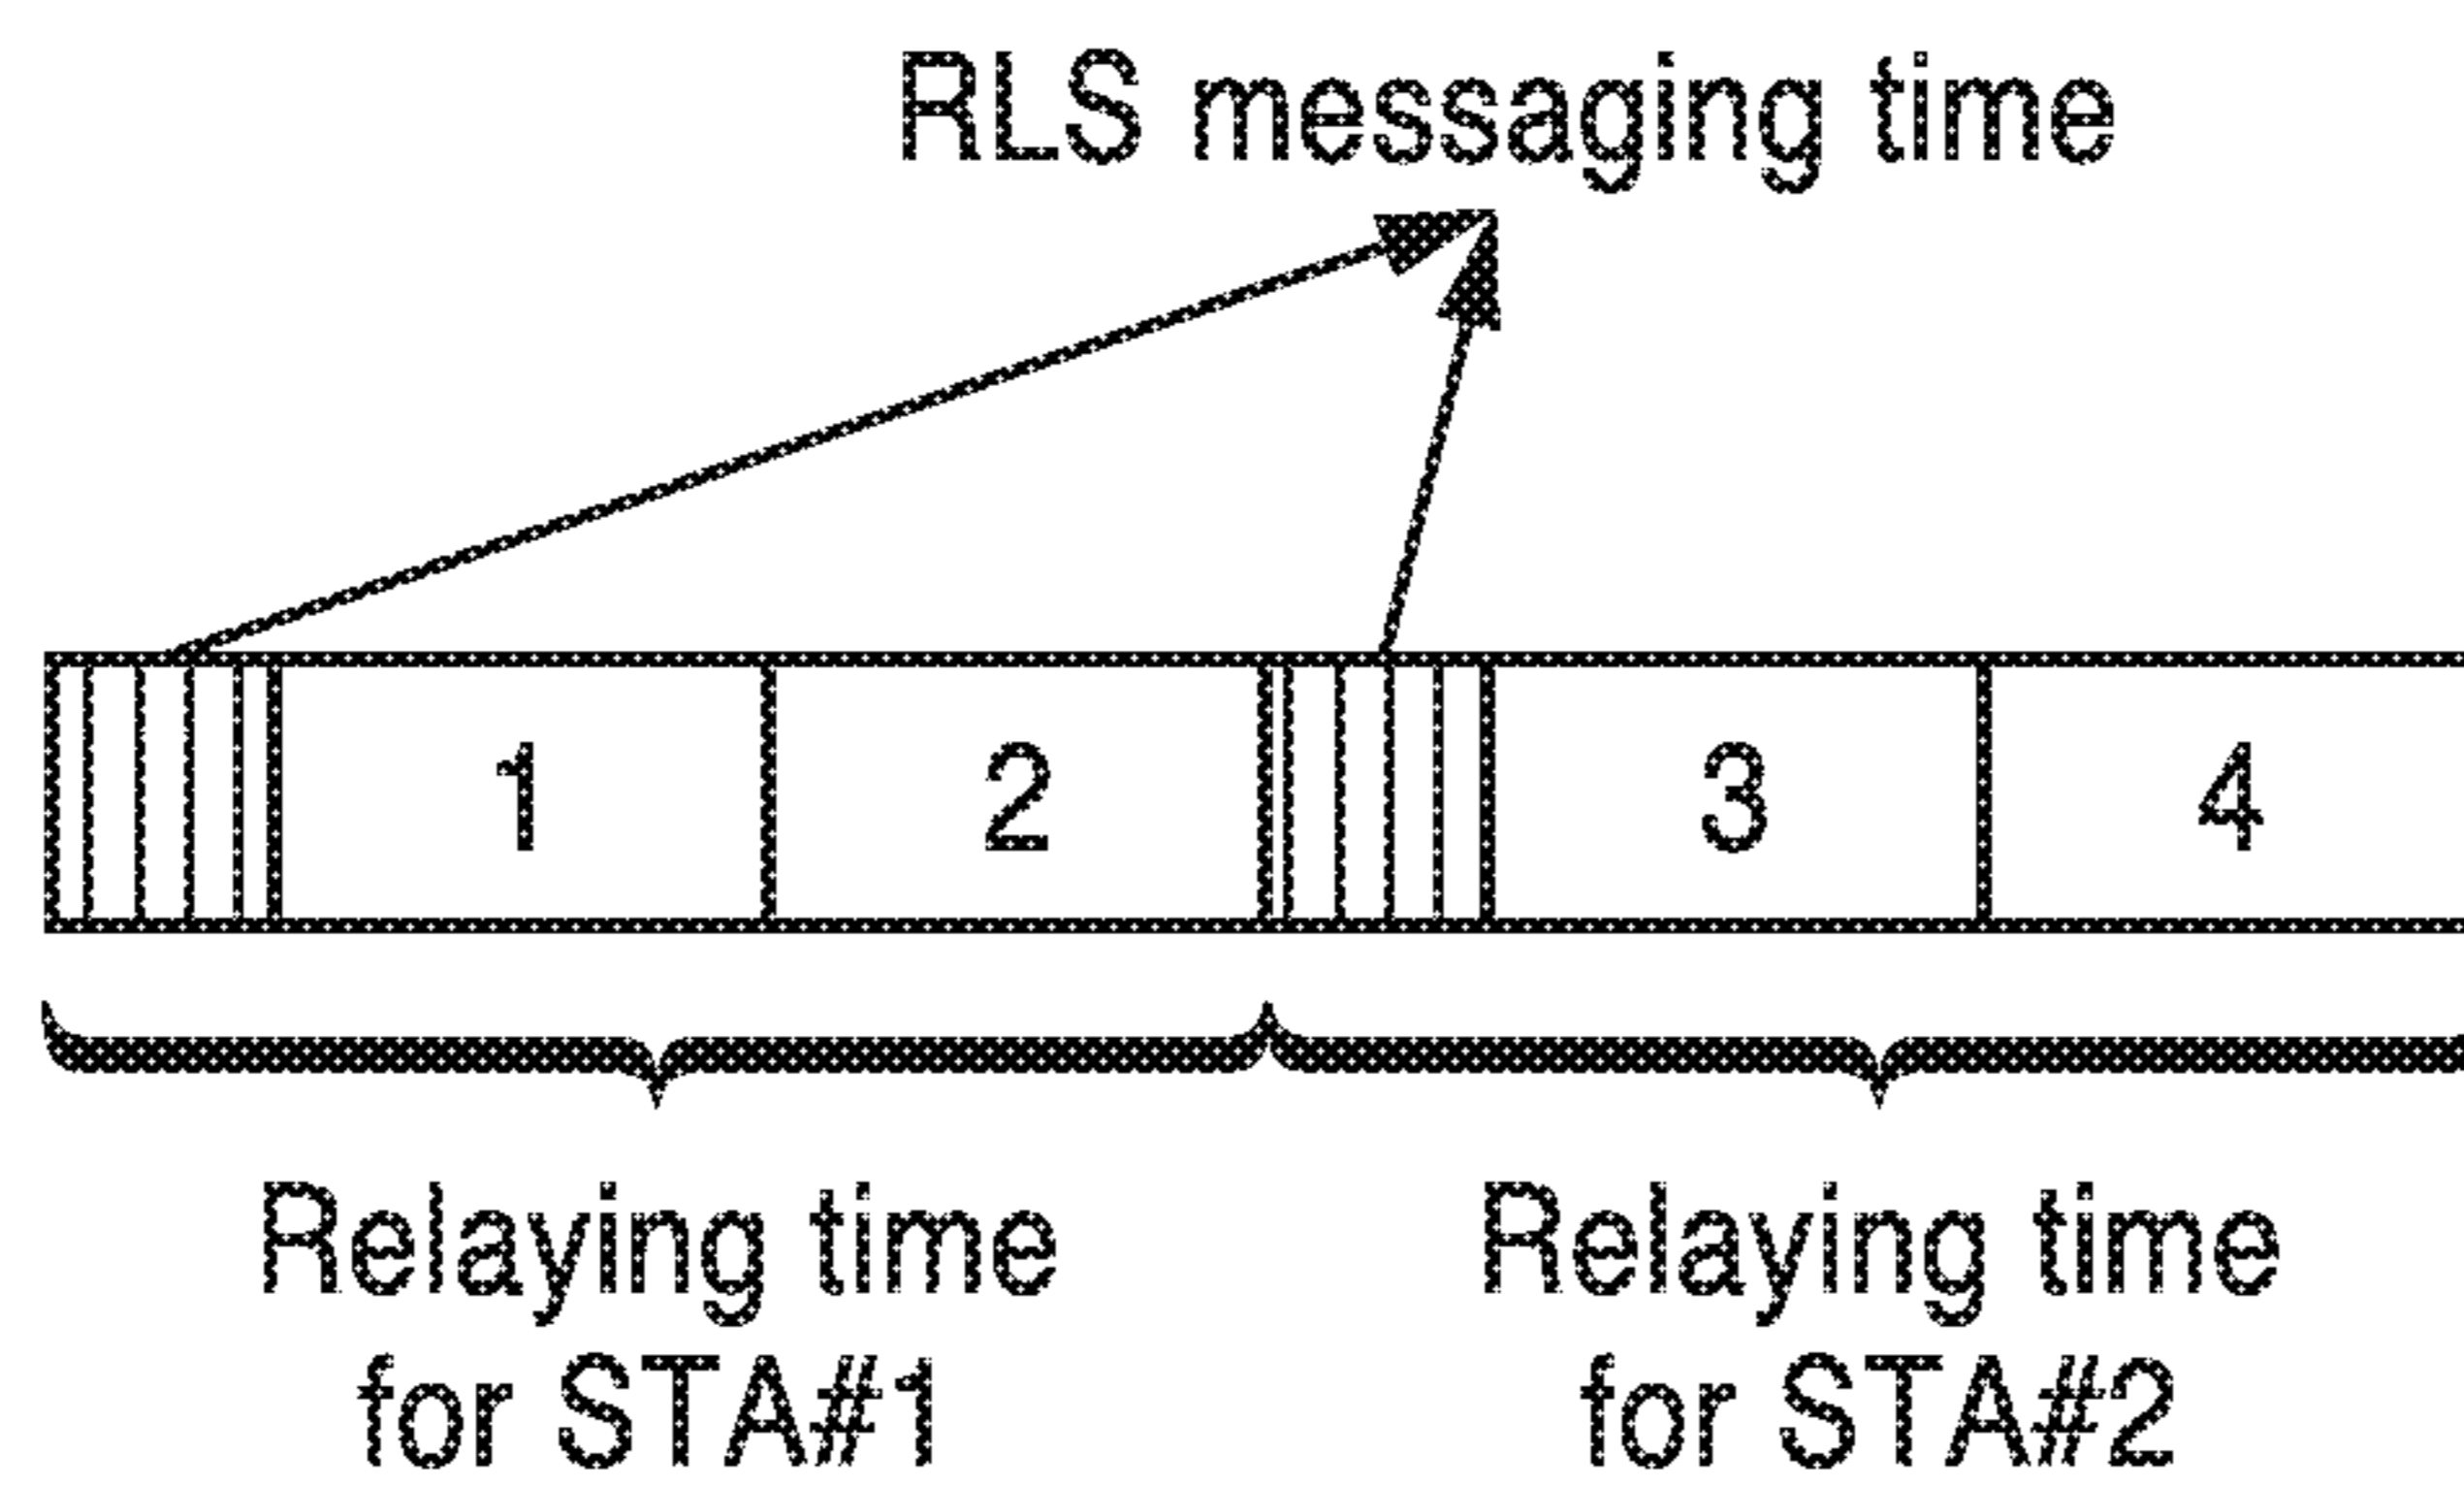 RLS messaging time
1 2 3 4
Relaying time
for STA#1
Relaying time
for STA#2